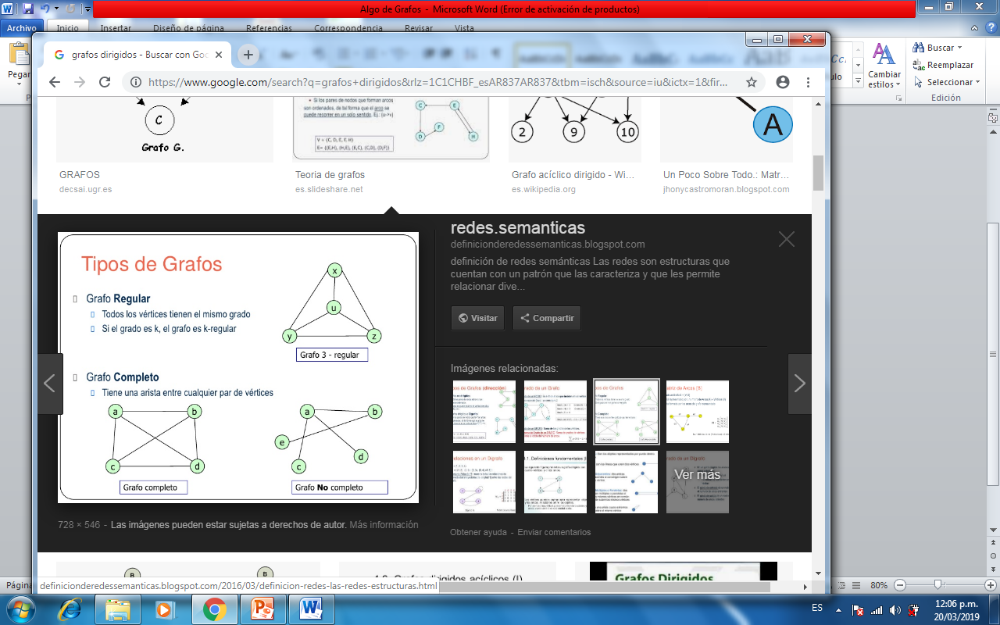 Algo de Grafos - Microsoft Word (Error de activación de productos)
Archivo Inicio Insertar Diseño de página Referencias Correspondencia Revisar Vista
grafos dirigidos - Buscar con Goo
https://www.google.com/search?q=grafos+dirigidos&rlz=1C1CHBF_esAR837AR837&tbm=isch&source=iu&ictx=1&fir...
Pegar
Cambiar
estilos
Buscar
Reemplazar
Seleccionar
Edición
C
Grafo G.
Si los pares de nodos que forman arcos
son ordenados, de tal forma que el arco se
puede recorrer en un solo sentido. Ej.: (u->v)
C E
F
D H
V = {C, D, E, F, H}
E= {(E,H), (H,E), (E,C), (C,D), (D,F)}
2 9 10
A
GRAFOS
decsai.ugr.es
Teoria de grafos
es.slideshare.net
Grafo acíclico dirigido - Wi...
es.wikipedia.org
Un Poco Sobre Todo.: Matr...
jhonycastromoran.blogspot.com
Tipos de Grafos
Grafo Regular
Todos los vértices tienen el mismo grado
Si el grado es k, el grafo es k-regular
x
u
y z
Grafo 3 - regular
Grafo Completo
Tiene una arista entre cualquier par de vértices
a b
c d
Grafo completo
a b
e
d
c
Grafo No completo
728 × 546 - Las imágenes pueden estar sujetas a derechos de autor. Más información
redes.semanticas
definicionderedessemanticas.blogspot.com
definición de redes semánticas Las redes son estructuras que
cuentan con un patrón que las caracteriza y que les permite
relacionar dive...
Visitar Compartir
Imágenes relacionadas:
Ver más
Obtener ayuda - Enviar comentarios
B B
Grafos dirigidos acíclicos (I)
Grafos Dirigidos
definicionderedessemanticas.blogspot.com/2016/03/definicion-redes-las-redes-estructuras.html
Página
80%
ES
12:06 p.m.
20/03/2019